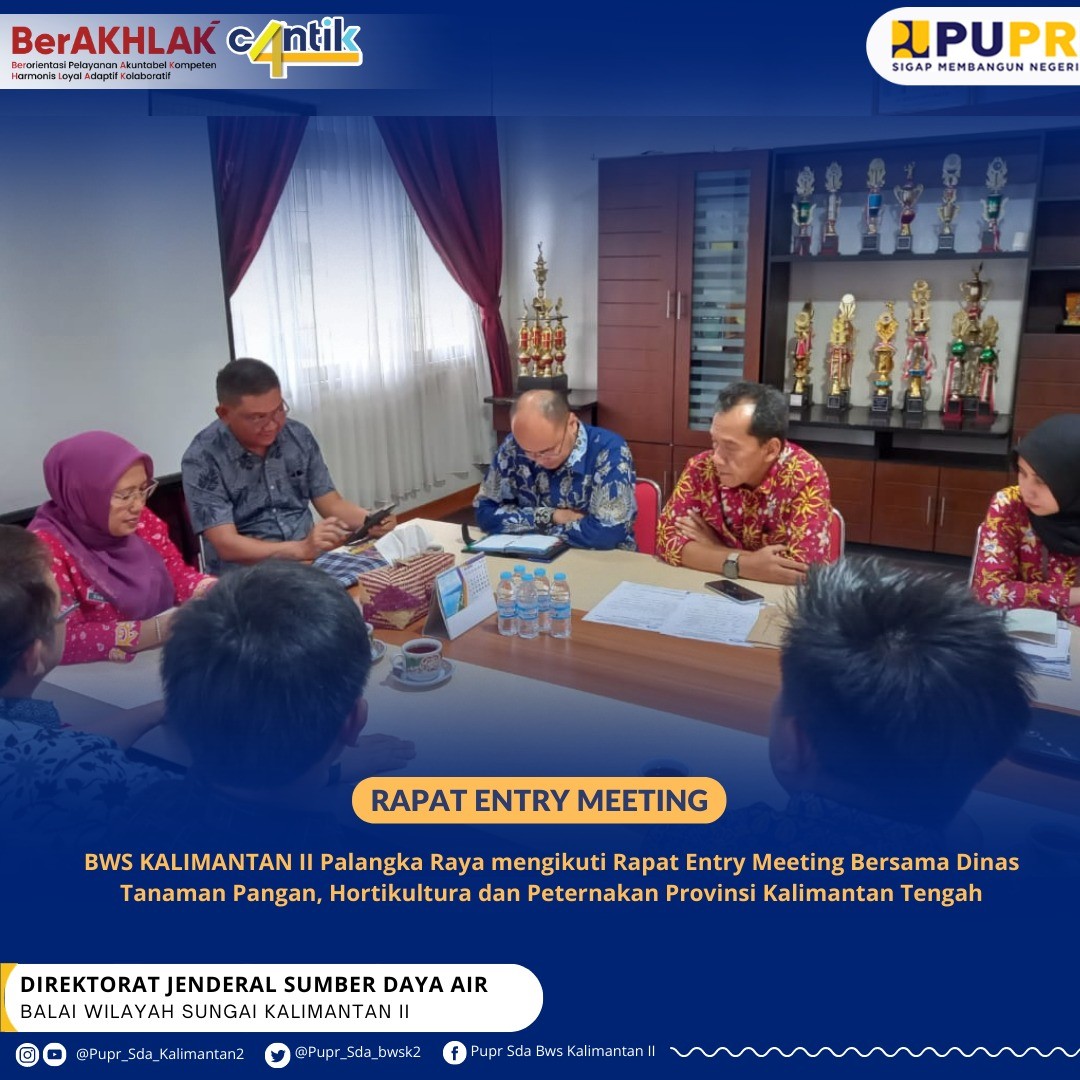 BerAKHLAK
c4ntik
Berorientasi Pelayanan Akuntabel Kompeten
Harmonis Loyal Adaptif Kolaboratif
PUPR
SIGAP MEMBANGUN NEGERI
RAPAT ENTRY MEETING
BWS KALIMANTAN II Palangka Raya mengikuti Rapat Entry Meeting Bersama Dinas
Tanaman Pangan, Hortikultura dan Peternakan Provinsi Kalimantan Tengah
DIREKTORAT JENDERAL SUMBER DAYA AIR
BALAI WILAYAH SUNGAI KALIMANTAN II
@Pupr_Sda_Kalimantan2
@Pupr_Sda_bwsk2
Pupr Sda Bws Kalimantan II